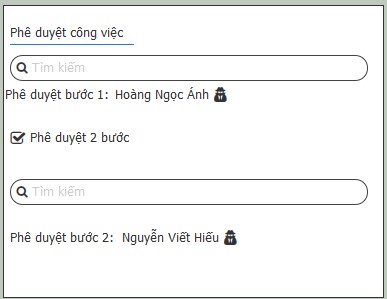 Phê duyệt công việc
Tìm kiếm
Phê duyệt bước 1: Hoàng Ngọc Ánh
Phê duyệt 2 bước
Tìm kiếm
Phê duyệt bước 2: Nguyễn Viết Hiếu